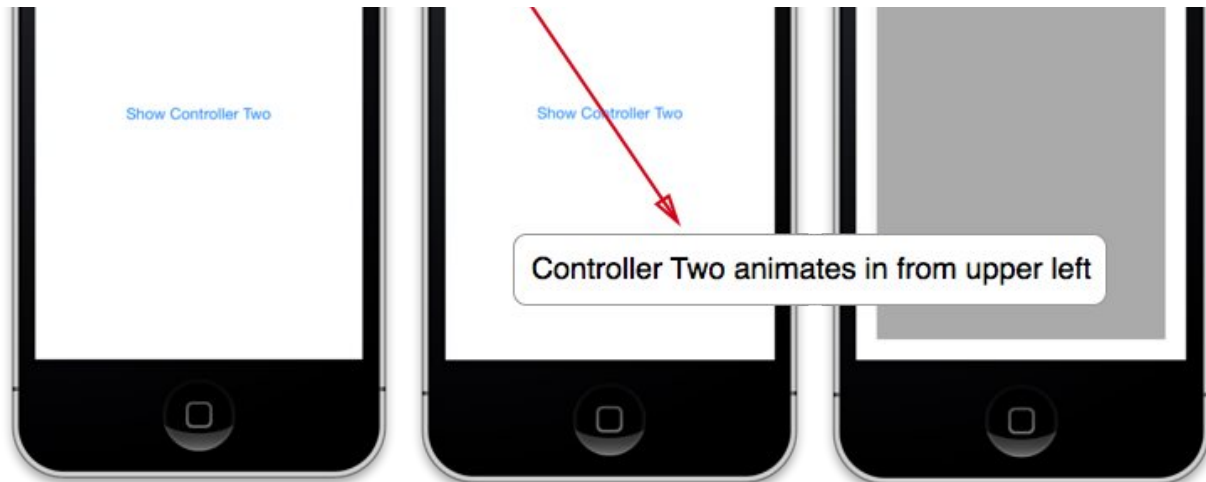 Show Controller Two
Show Controller Two
Controller Two animates in from upper left